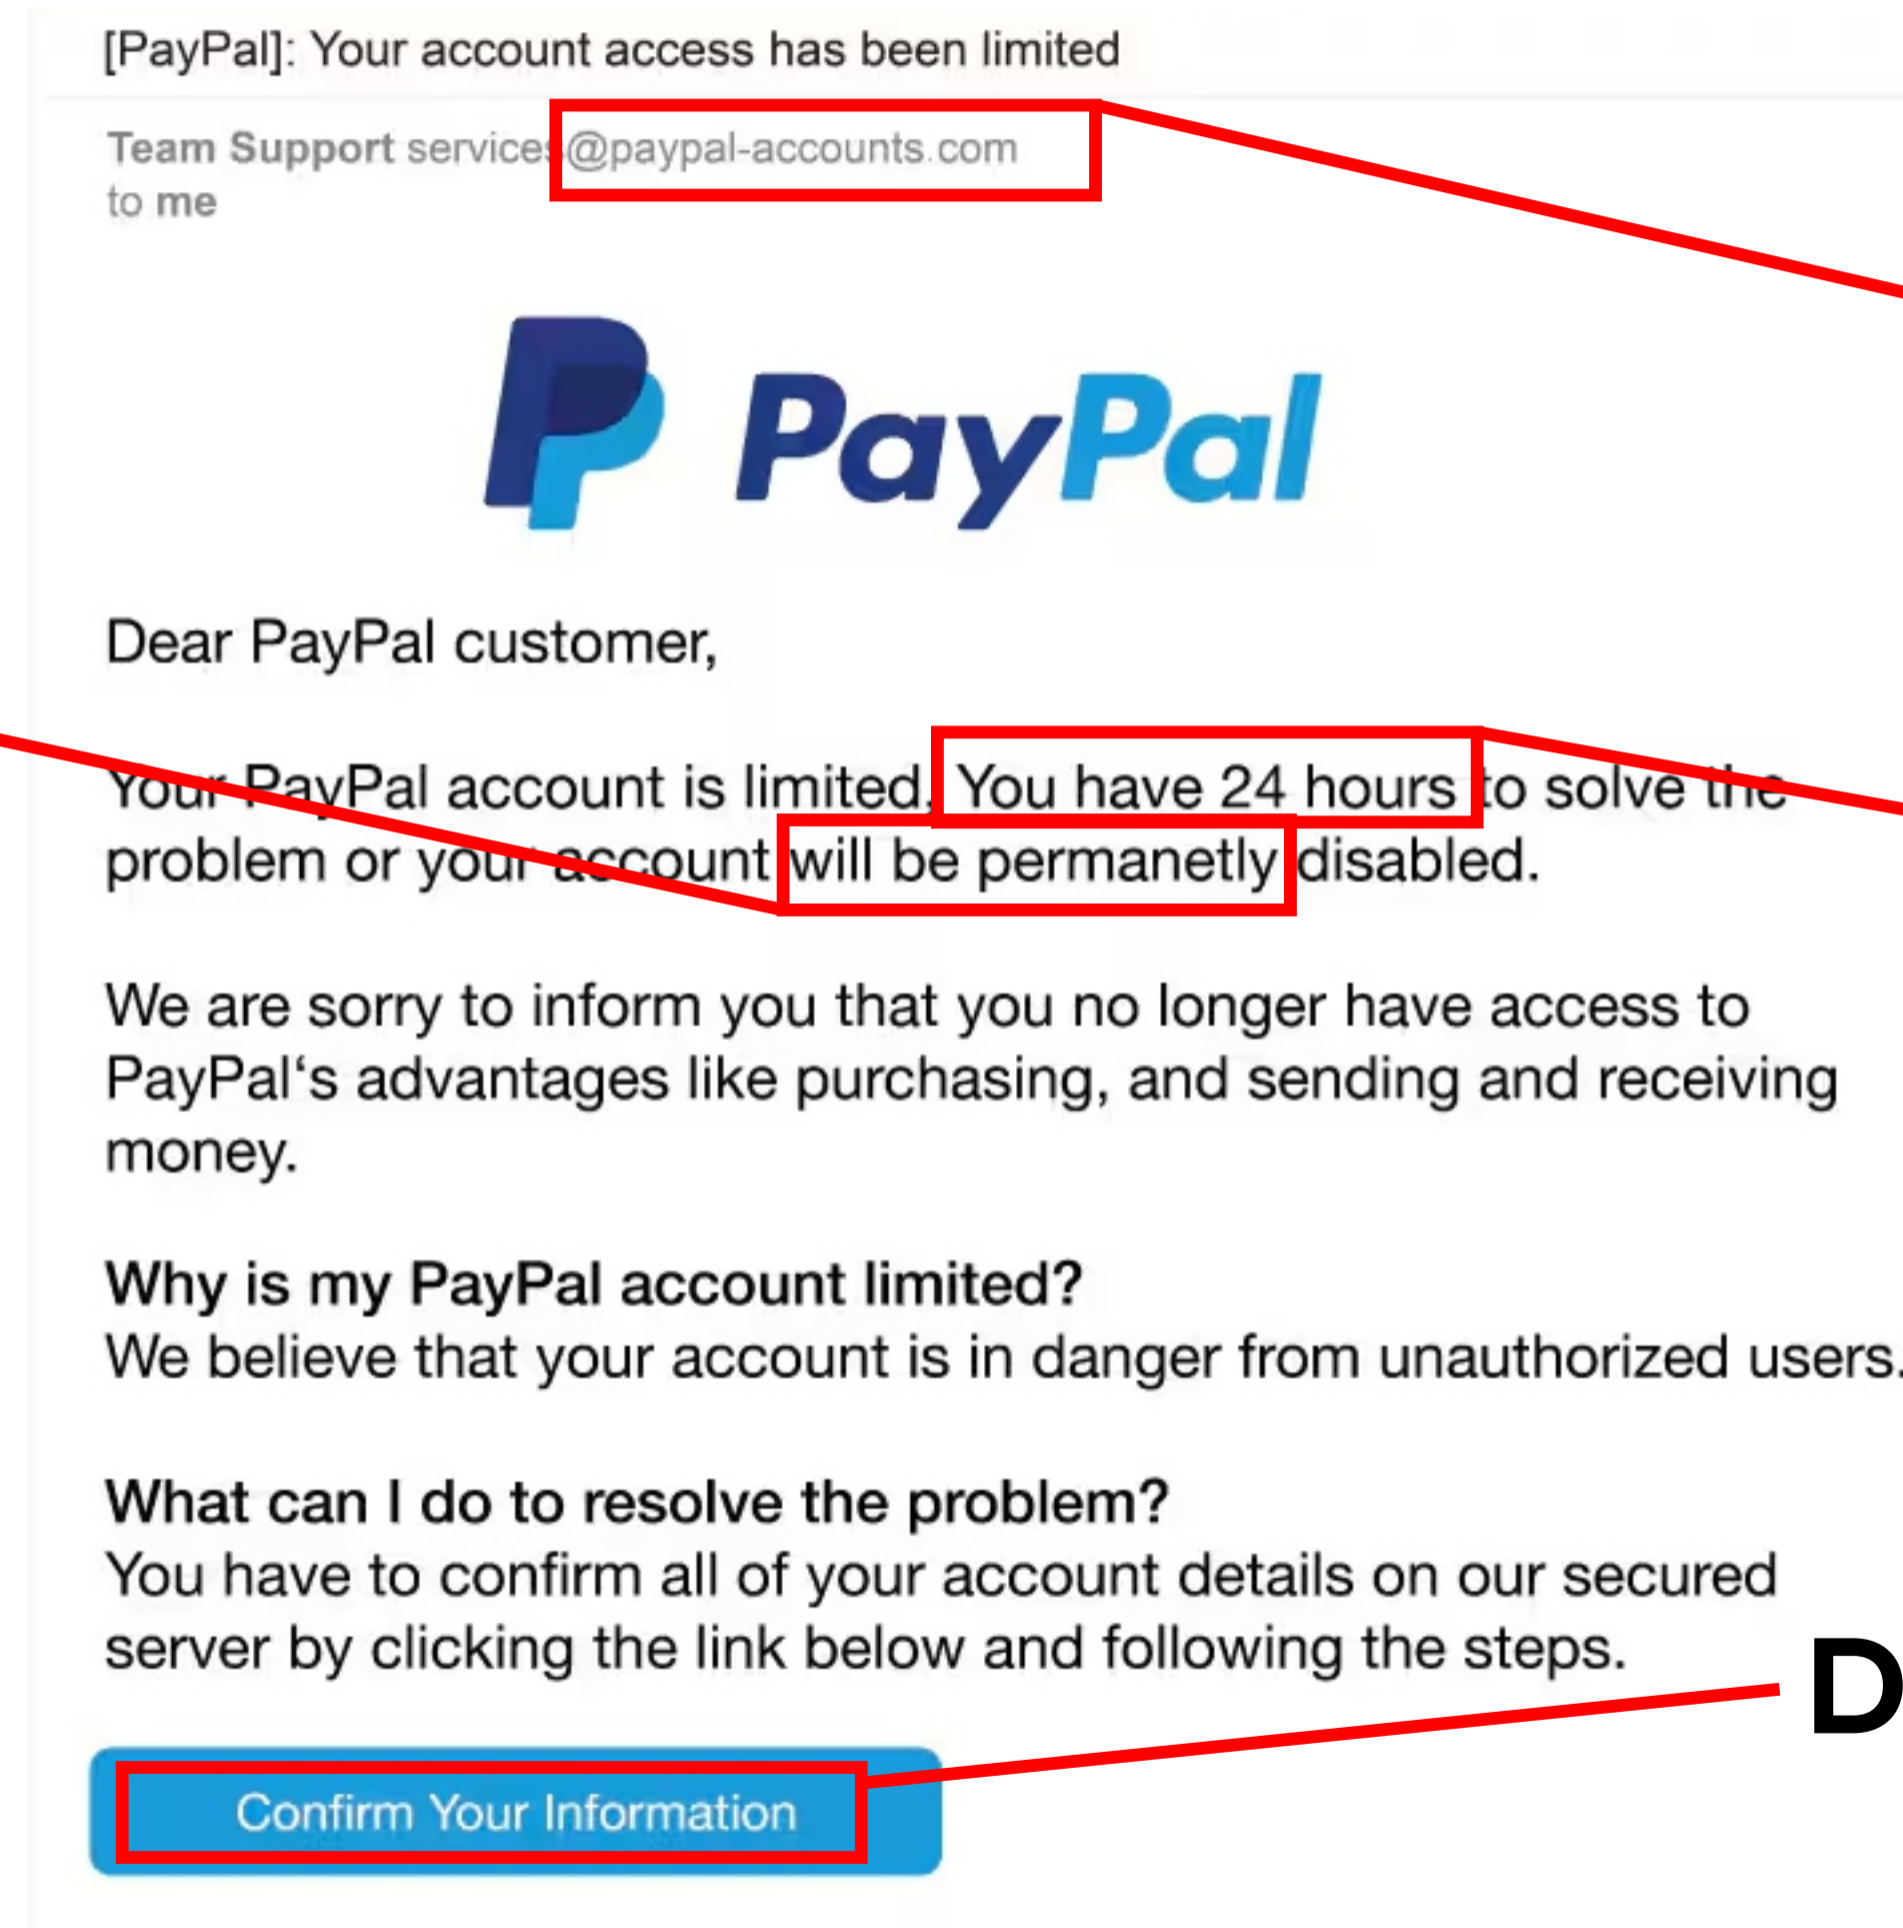 [PayPal]: Your account access has been limited
Team Support services@paypal-accounts.com
to me
PayPal
Dear PayPal customer,
Your PayPal account is limited. You have 24 hours to solve the
problem or your account will be permanetly disabled.
We are sorry to inform you that you no longer have access to
PayPal‘s advantages like purchasing, and sending and receiving
money.
Why is my PayPal account limited?
We believe that your account is in danger from unauthorized users.
What can I do to resolve the problem?
You have to confirm all of your account details on our secured
server by clicking the link below and following the steps.
D
Confirm Your Information